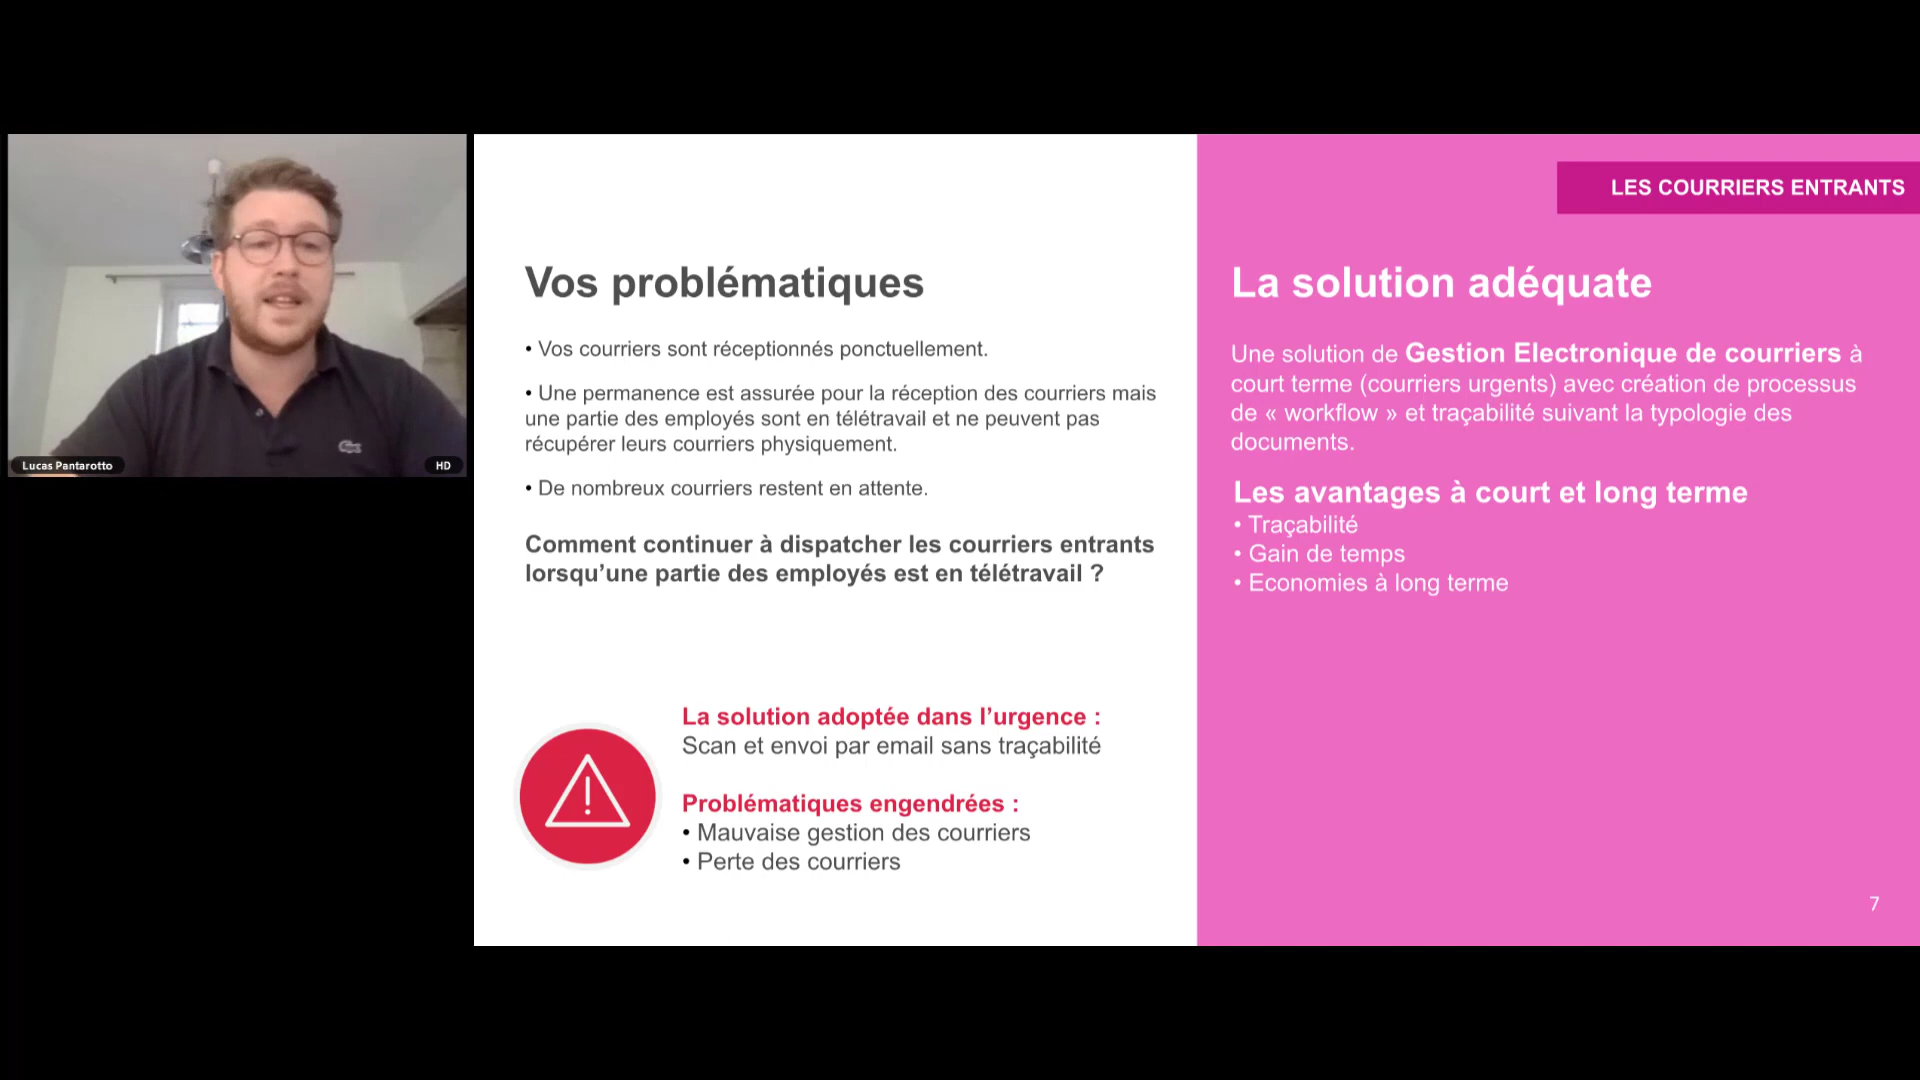 Lucas Pantarotto
HD
Vos problématiques
• Vos courriers sont réceptionnés ponctuellement.
• Une permanence est assurée pour la réception des courriers mais
une partie des employés sont en télétravail et ne peuvent pas
récupérer leurs courriers physiquement.
• De nombreux courriers restent en attente.
Comment continuer à dispatcher les courriers entrants
lorsqu’une partie des employés est en télétravail ?
La solution adoptée dans l’urgence :
Scan et envoi par email sans traçabilité
Problématiques engendrées :
• Mauvaise gestion des courriers
• Perte des courriers
LES COURRIERS ENTRANTS
La solution adéquate
Une solution de Gestion Electronique de courriers à
court terme (courriers urgents) avec création de processus
de « workflow » et traçabilité suivant la typologie des
documents.
Les avantages à court et long terme
• Traçabilité
• Gain de temps
• Economies à long terme
7